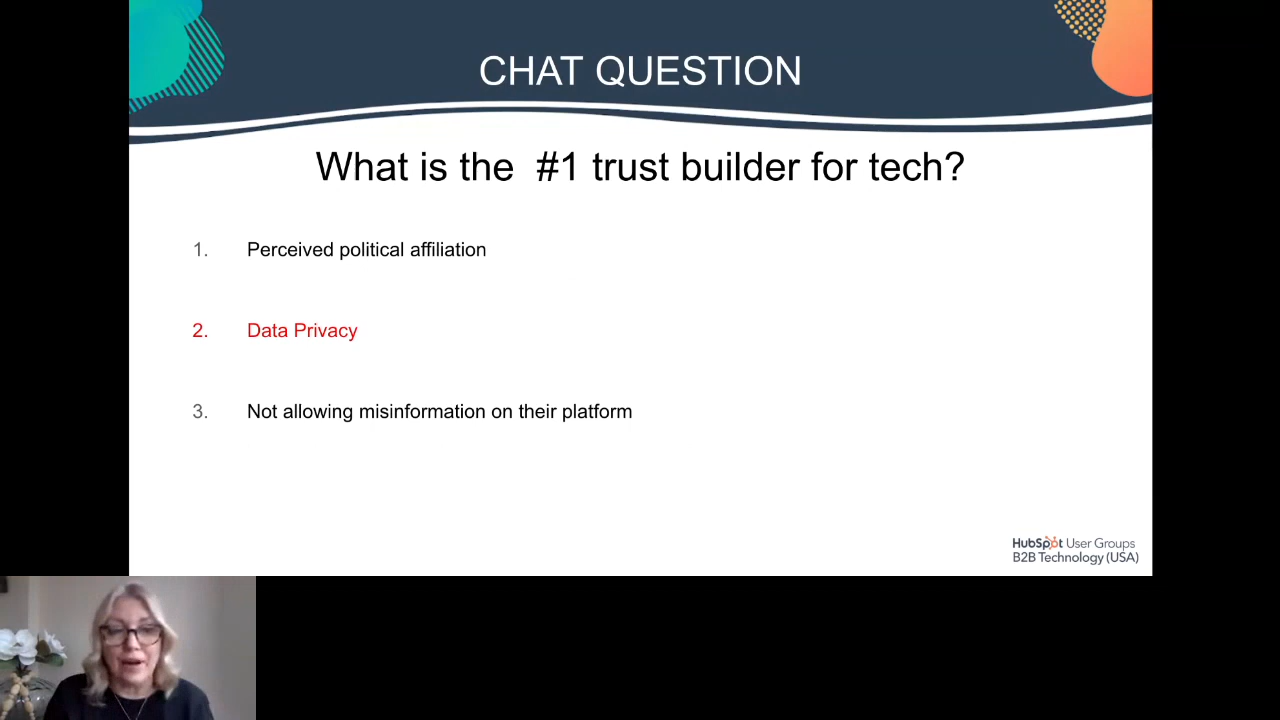 CHAT QUESTION
What is the  #1 trust builder for tech?
1. Perceived political affiliation
2. Data Privacy
3. Not allowing misinformation on their platform
HubSpot User Groups
B2B Technology (USA)